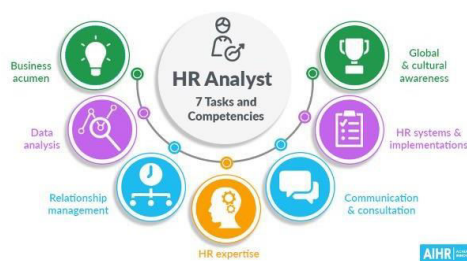 HR Analyst
7 Tasks and
Competencies
Business
acumen
Data
analysis
Relationship
management
HR expertise
Communication
& consultation
HR systems &
implementations
Global
& cultural
awareness
AIHR